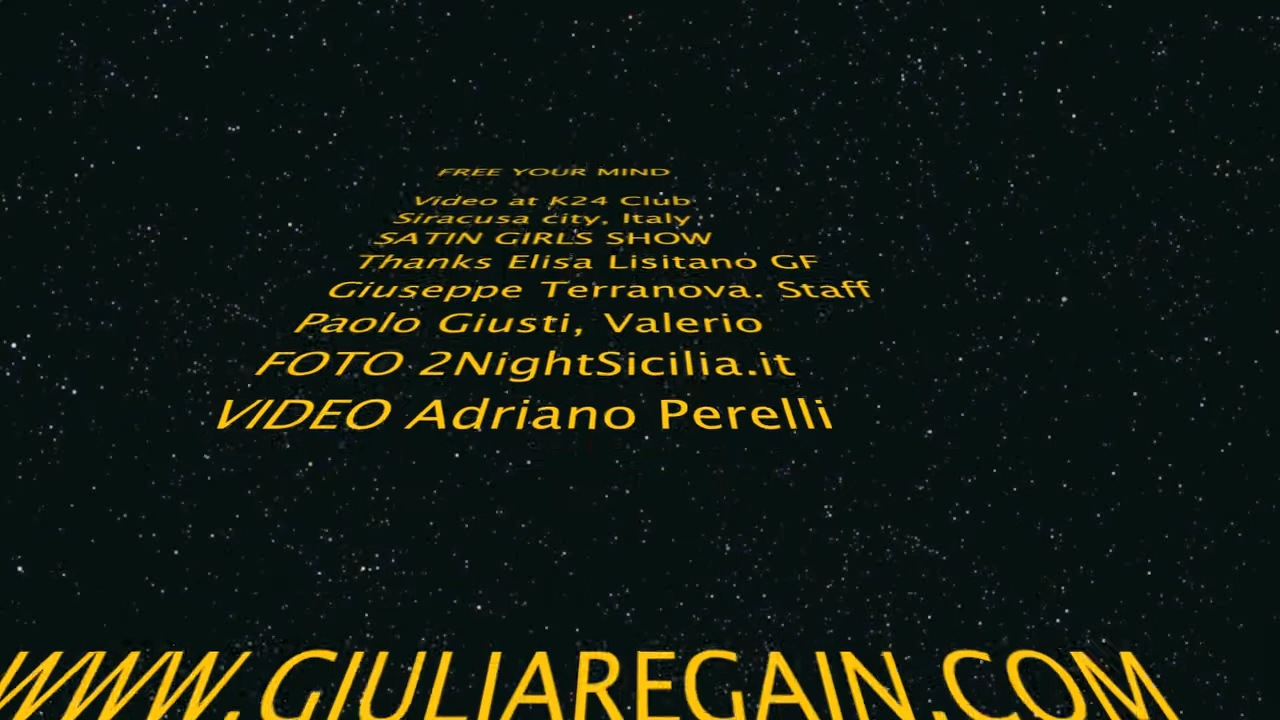 FREE YOUR MIND
Video at K24 Club
Siracusa city, Italy
SATIN GIRLS SHOW
Thanks Elisa Lisitano GF
Giuseppe Terranova. Staff
Paolo Giusti, Valerio
FOTO 2NightSicilia.it
VIDEO Adriano Perelli
WWW.GIULIAREGAIN.COM